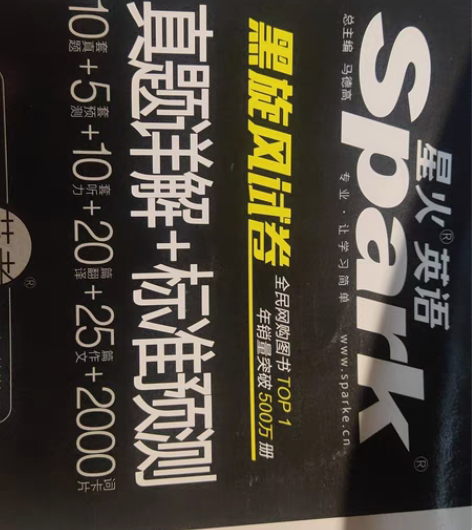 星火®英语
Spark®
总主编 马德高
专业·让学习简单 www.sparke.cn
黑旋风试卷
全民网购图书TOP 1
年销量突破500万册
真题详解+标准预测
10套真题+5套预测+10套听力+20篇翻译+25篇作文+2000词卡片
®